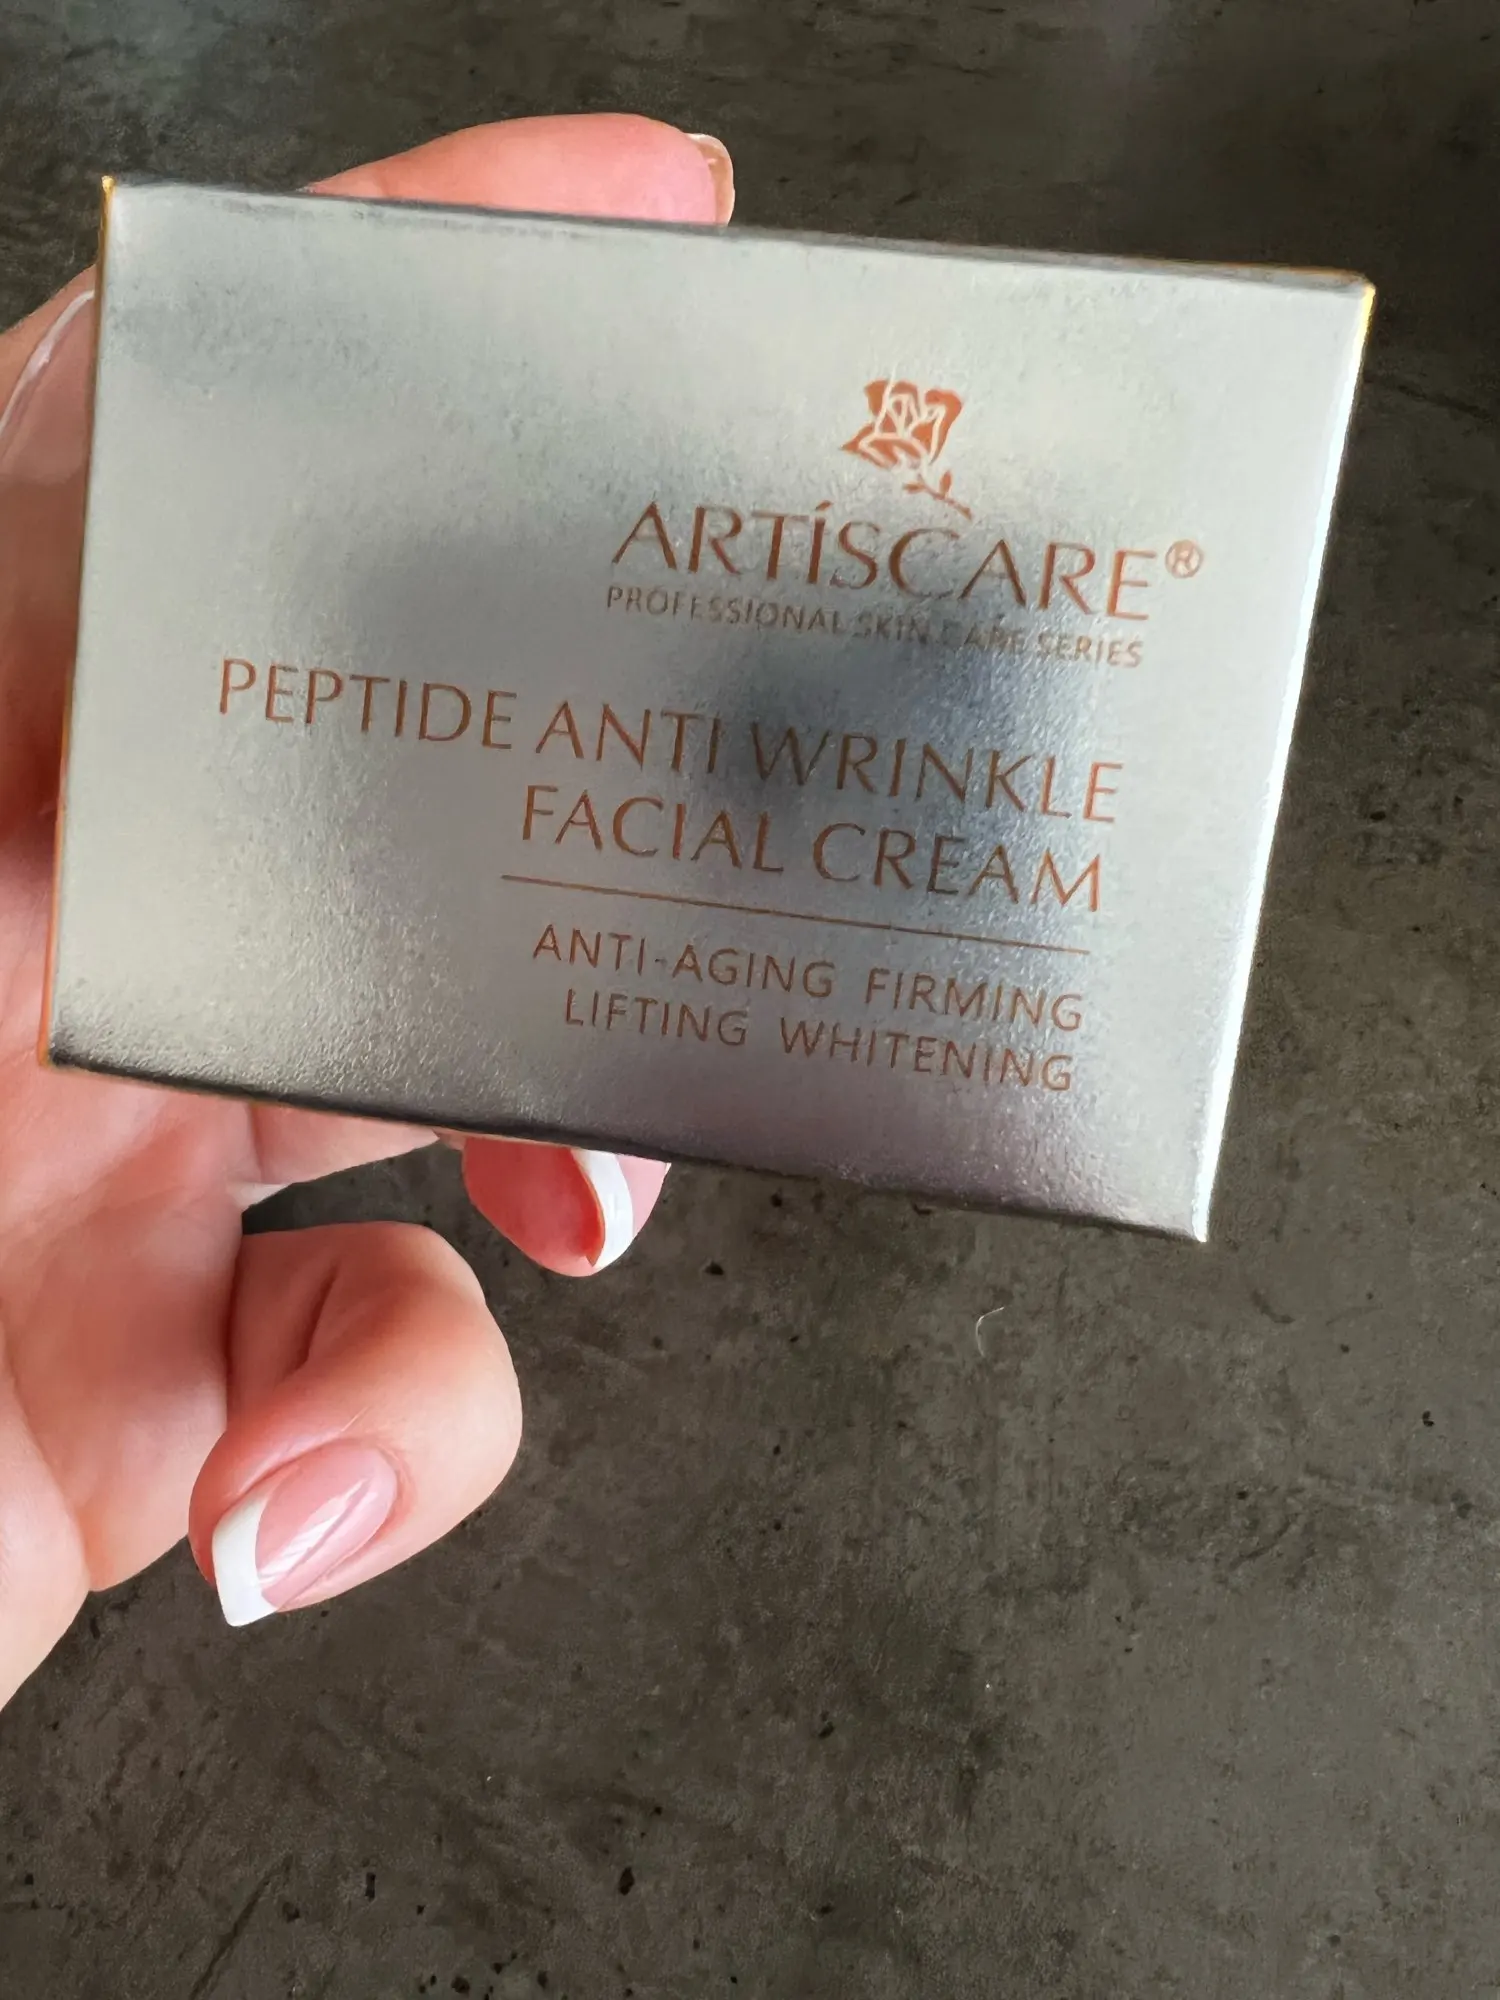 ARTÍSCARE®
PROFESSIONAL SKIN CARE SERIES
PEPTIDE ANTI WRINKLE
FACIAL CREAM
ANTI-AGING FIRMING
LIFTING WHITENING